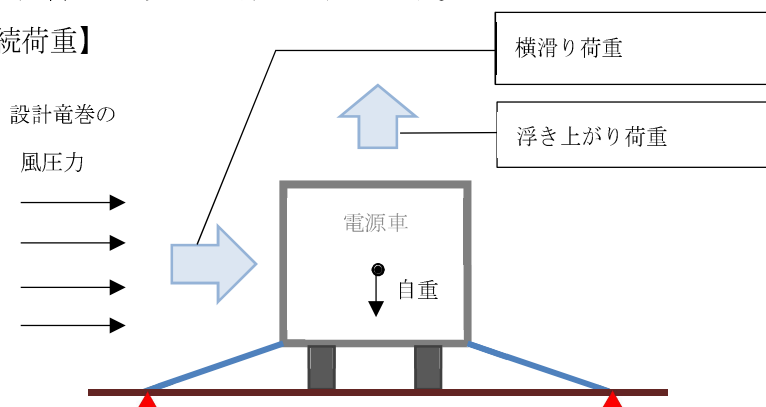 続荷重】
横滑り荷重
設計竜巻の
風圧力
浮き上がり荷重
電源車
自重